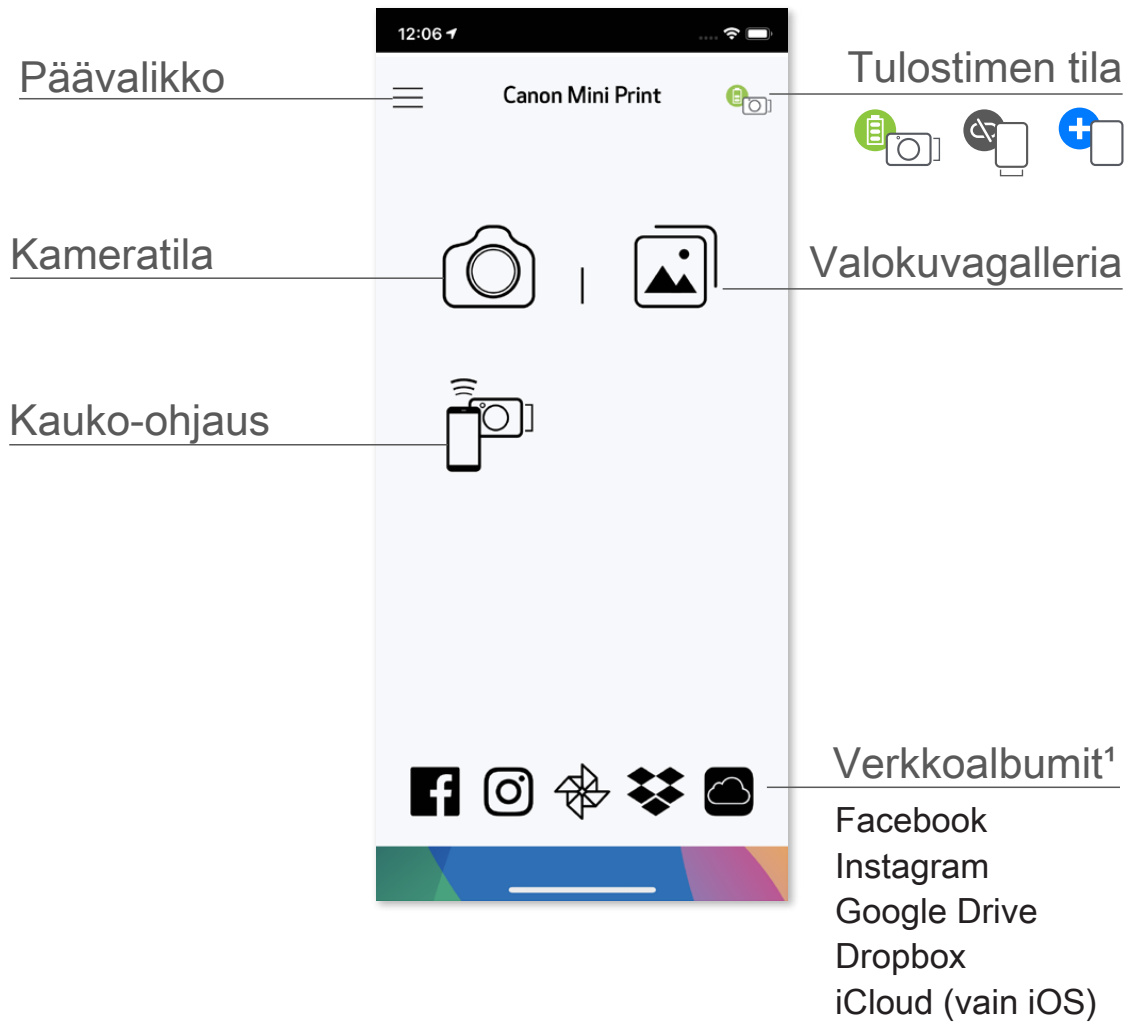 12:06
Päävalikko
Canon Mini Print
Tulostimen tila
Kameratila
Valokuvagalleria
Kauko-ohjaus
Verkkoalbumit¹
Facebook
Instagram
Google Drive
Dropbox
iCloud (vain iOS)